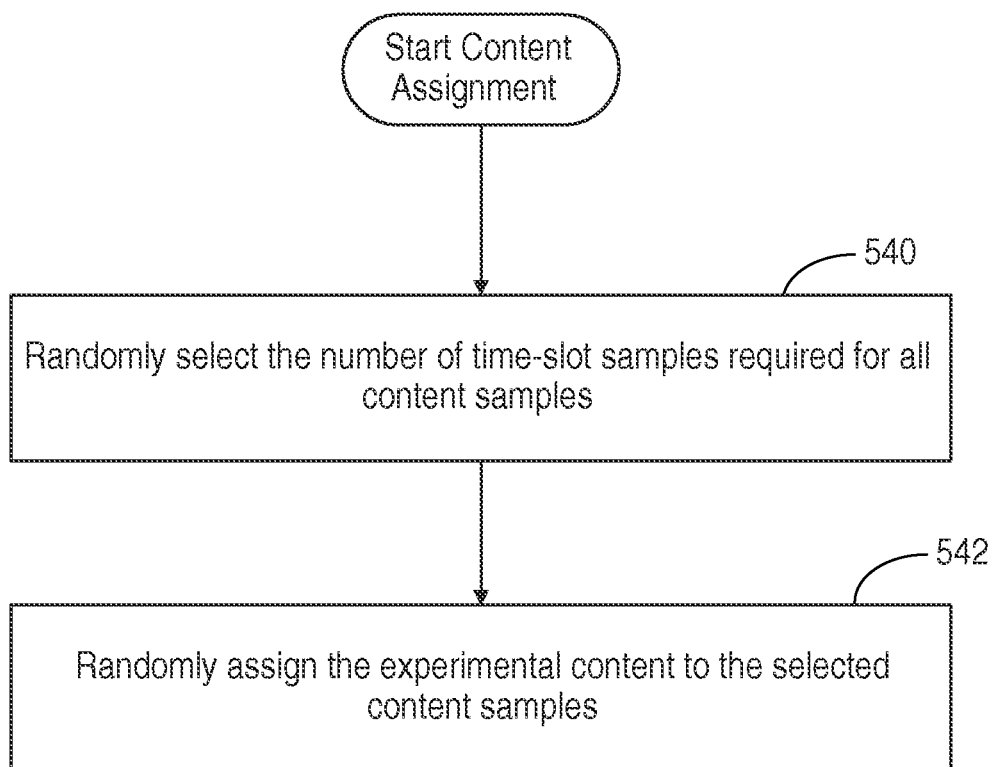 Start Content
Assignment
540
Randomly select the number of time-slot samples required for all
content samples
542
Randomly assign the experimental content to the selected
content samples